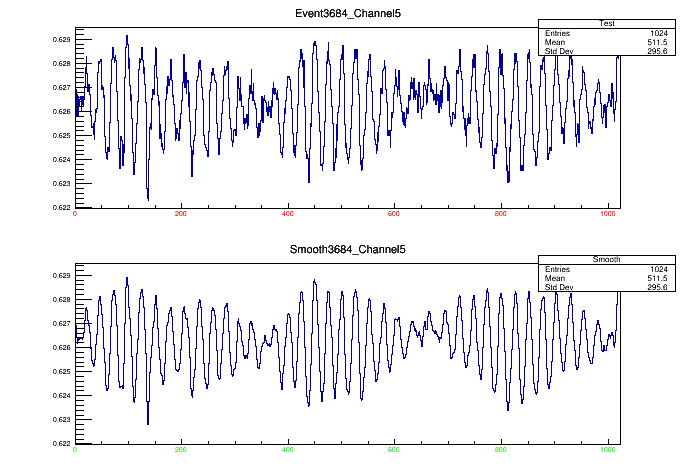 Event3684_Channel5
Test
Entries 1024
Mean 511.5
Std Dev 295.6
0.629
0.628
0.627
0.626
0.625
0.624
0.623
0.622
0 200 400 600 800 1000
Smooth3684_Channel5
Smooth
Entries 1024
Mean 511.5
Std Dev 295.6
0.629
0.628
0.627
0.626
0.625
0.624
0.623
0.622
0 200 400 600 800 1000